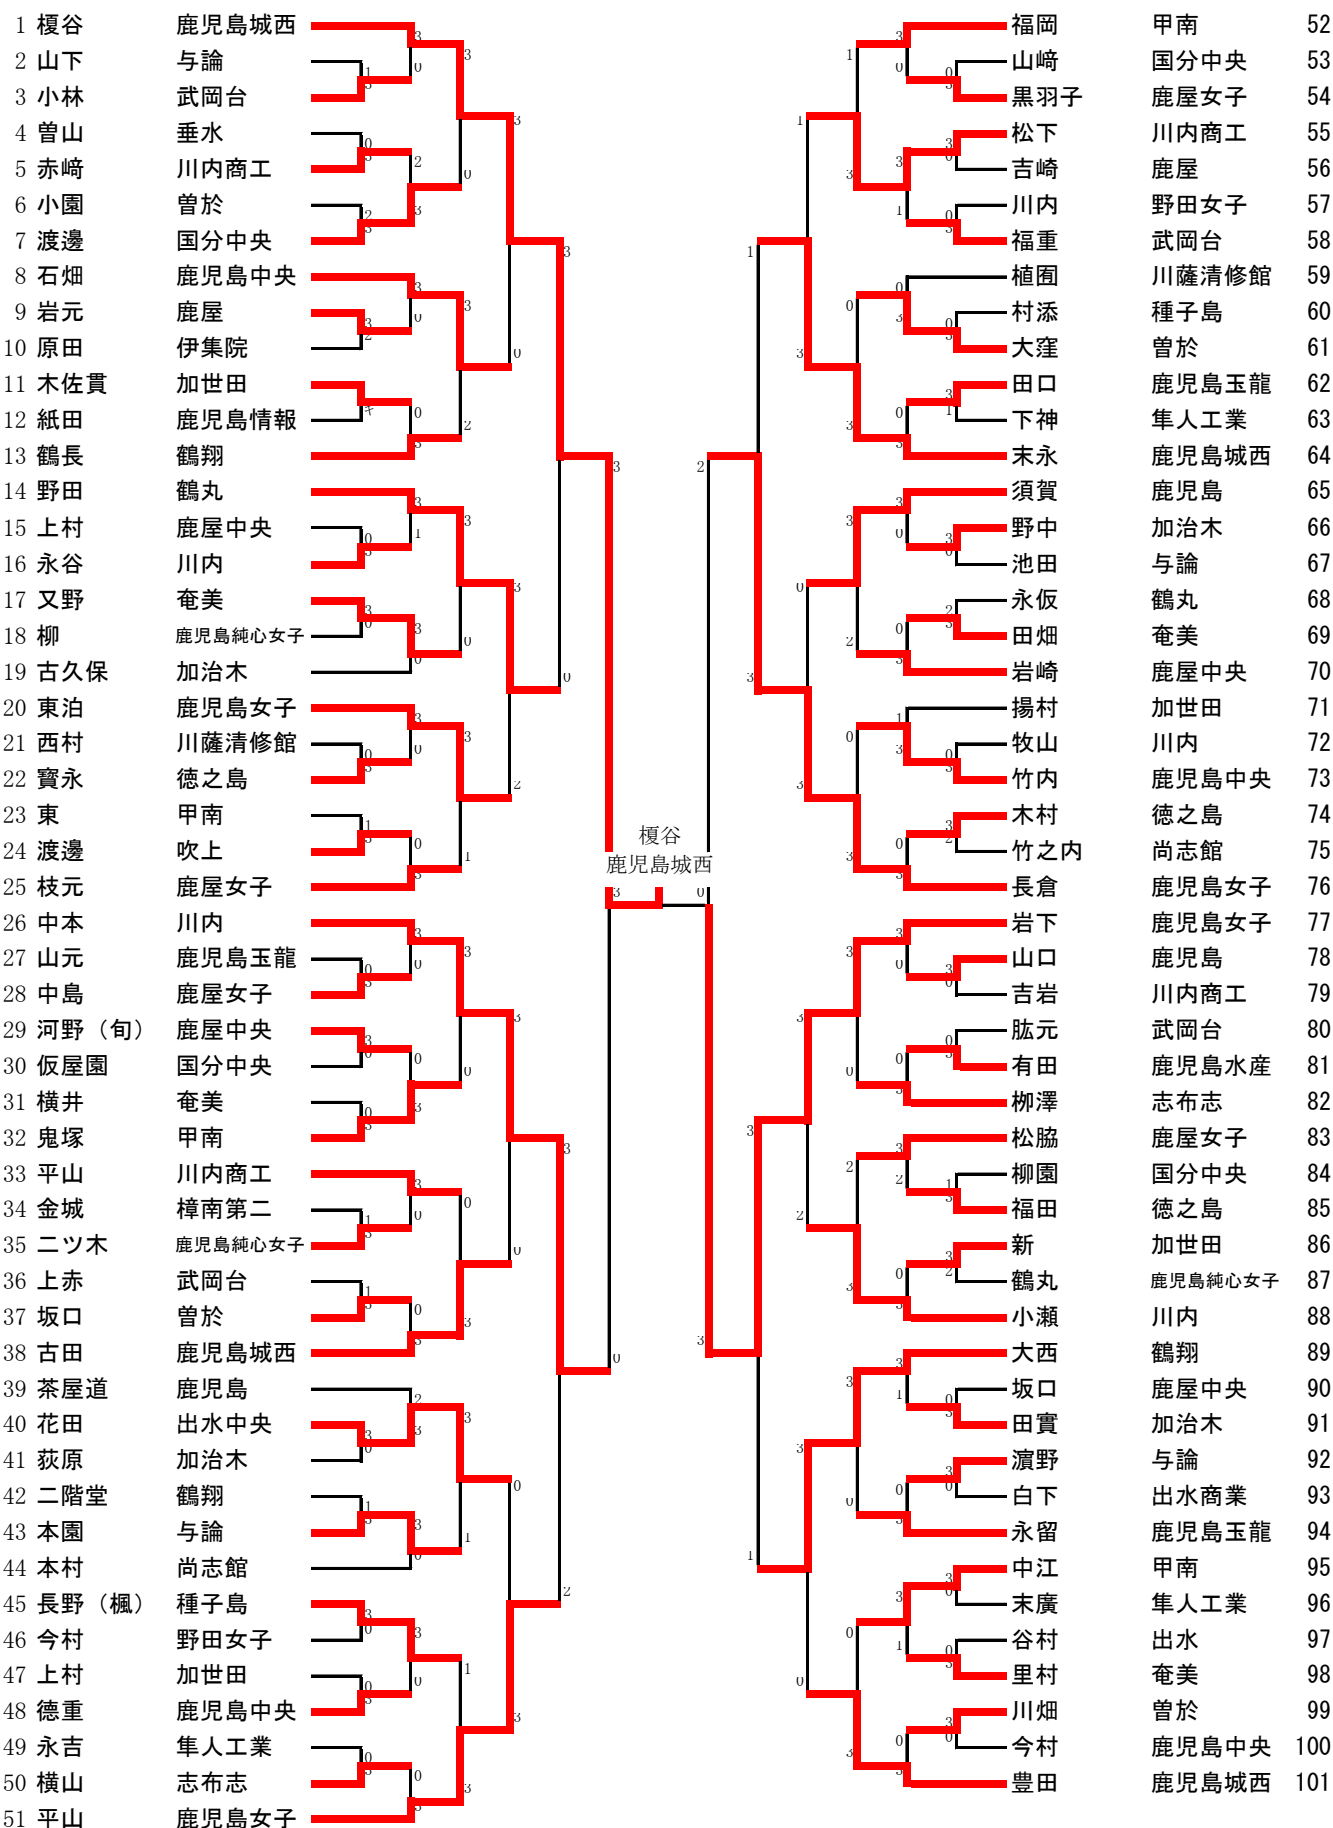 1 榎谷 鹿児島城西
2 山下 与論
3 小林 武岡台
4 曽山 垂水
5 赤﨑 川内商工
6 小園 曽於
7 渡邊 国分中央
8 石畑 鹿児島中央
9 岩元 鹿屋
10 原田 伊集院
11 木佐貫 加世田
12 紙田 鹿児島情報
13 鶴長 鶴翔
14 野田 鶴丸
15 上村 鹿屋中央
16 永谷 川内
17 又野 奄美
18 柳 鹿児島純心女子
19 古久保 加治木
20 東泊 鹿児島女子
21 西村 川薩清修館
22 寳永 徳之島
23 東 甲南
24 渡邊 吹上
25 枝元 鹿屋女子
26 中本 川内
27 山元 鹿児島玉龍
28 中島 鹿屋女子
29 河野（旬） 鹿屋中央
30 仮屋園 国分中央
31 横井 奄美
32 鬼塚 甲南
33 平山 川内商工
34 金城 樟南第二
35 二ツ木 鹿児島純心女子
36 上赤 武岡台
37 坂口 曽於
38 古田 鹿児島城西
39 茶屋道 鹿児島
40 花田 出水中央
41 荻原 加治木
42 二階堂 鶴翔
43 本園 与論
44 本村 尚志館
45 長野（楓） 種子島
46 今村 野田女子
47 上村 加世田
48 德重 鹿児島中央
49 永吉 隼人工業
50 横山 志布志
51 平山 鹿児島女子
榎谷
鹿児島城西
福岡 甲南 52
山﨑 国分中央 53
黒羽子 鹿屋女子 54
松下 川内商工 55
吉崎 鹿屋 56
川内 野田女子 57
福重 武岡台 58
植囿 川薩清修館 59
村添 種子島 60
大窪 曽於 61
田口 鹿児島玉龍 62
下神 隼人工業 63
末永 鹿児島城西 64
須賀 鹿児島 65
野中 加治木 66
池田 与論 67
永仮 鶴丸 68
田畑 奄美 69
岩崎 鹿屋中央 70
揚村 加世田 71
牧山 川内 72
竹内 鹿児島中央 73
木村 徳之島 74
竹之内 尚志館 75
長倉 鹿児島女子 76
岩下 鹿児島女子 77
山口 鹿児島 78
吉岩 川内商工 79
肱元 武岡台 80
有田 鹿児島水産 81
栁澤 志布志 82
松脇 鹿屋女子 83
柳園 国分中央 84
福田 徳之島 85
新 加世田 86
鶴丸 鹿児島純心女子 87
小瀬 川内 88
大西 鶴翔 89
坂口 鹿屋中央 90
田實 加治木 91
濵野 与論 92
白下 出水商業 93
永留 鹿児島玉龍 94
中江 甲南 95
末廣 隼人工業 96
谷村 出水 97
里村 奄美 98
川畑 曽於 99
今村 鹿児島中央 100
豊田 鹿児島城西 101